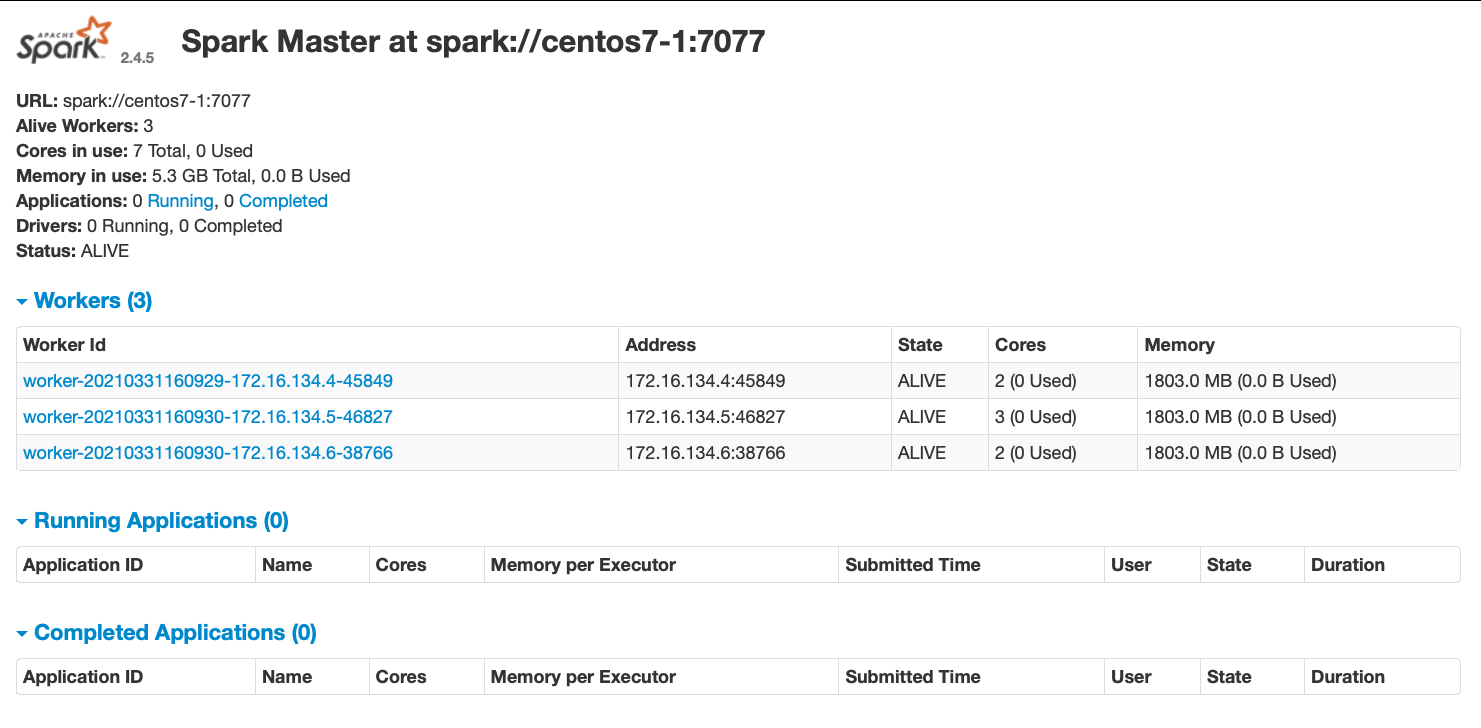 APACHE
Spark 2.4.5 Spark Master at spark://centos7-1:7077
URL: spark://centos7-1:7077
Alive Workers: 3
Cores in use: 7 Total, 0 Used
Memory in use: 5.3 GB Total, 0.0 B Used
Applications: 0 Running, 0 Completed
Drivers: 0 Running, 0 Completed
Status: ALIVE
Workers (3)
Worker Id Address State Cores Memory
worker-20210331160929-172.16.134.4-45849 172.16.134.4:45849 ALIVE 2 (0 Used) 1803.0 MB (0.0 B Used)
worker-20210331160930-172.16.134.5-46827 172.16.134.5:46827 ALIVE 3 (0 Used) 1803.0 MB (0.0 B Used)
worker-20210331160930-172.16.134.6-38766 172.16.134.6:38766 ALIVE 2 (0 Used) 1803.0 MB (0.0 B Used)
Running Applications (0)
Application ID Name Cores Memory per Executor Submitted Time User State Duration
Completed Applications (0)
Application ID Name Cores Memory per Executor Submitted Time User State Duration